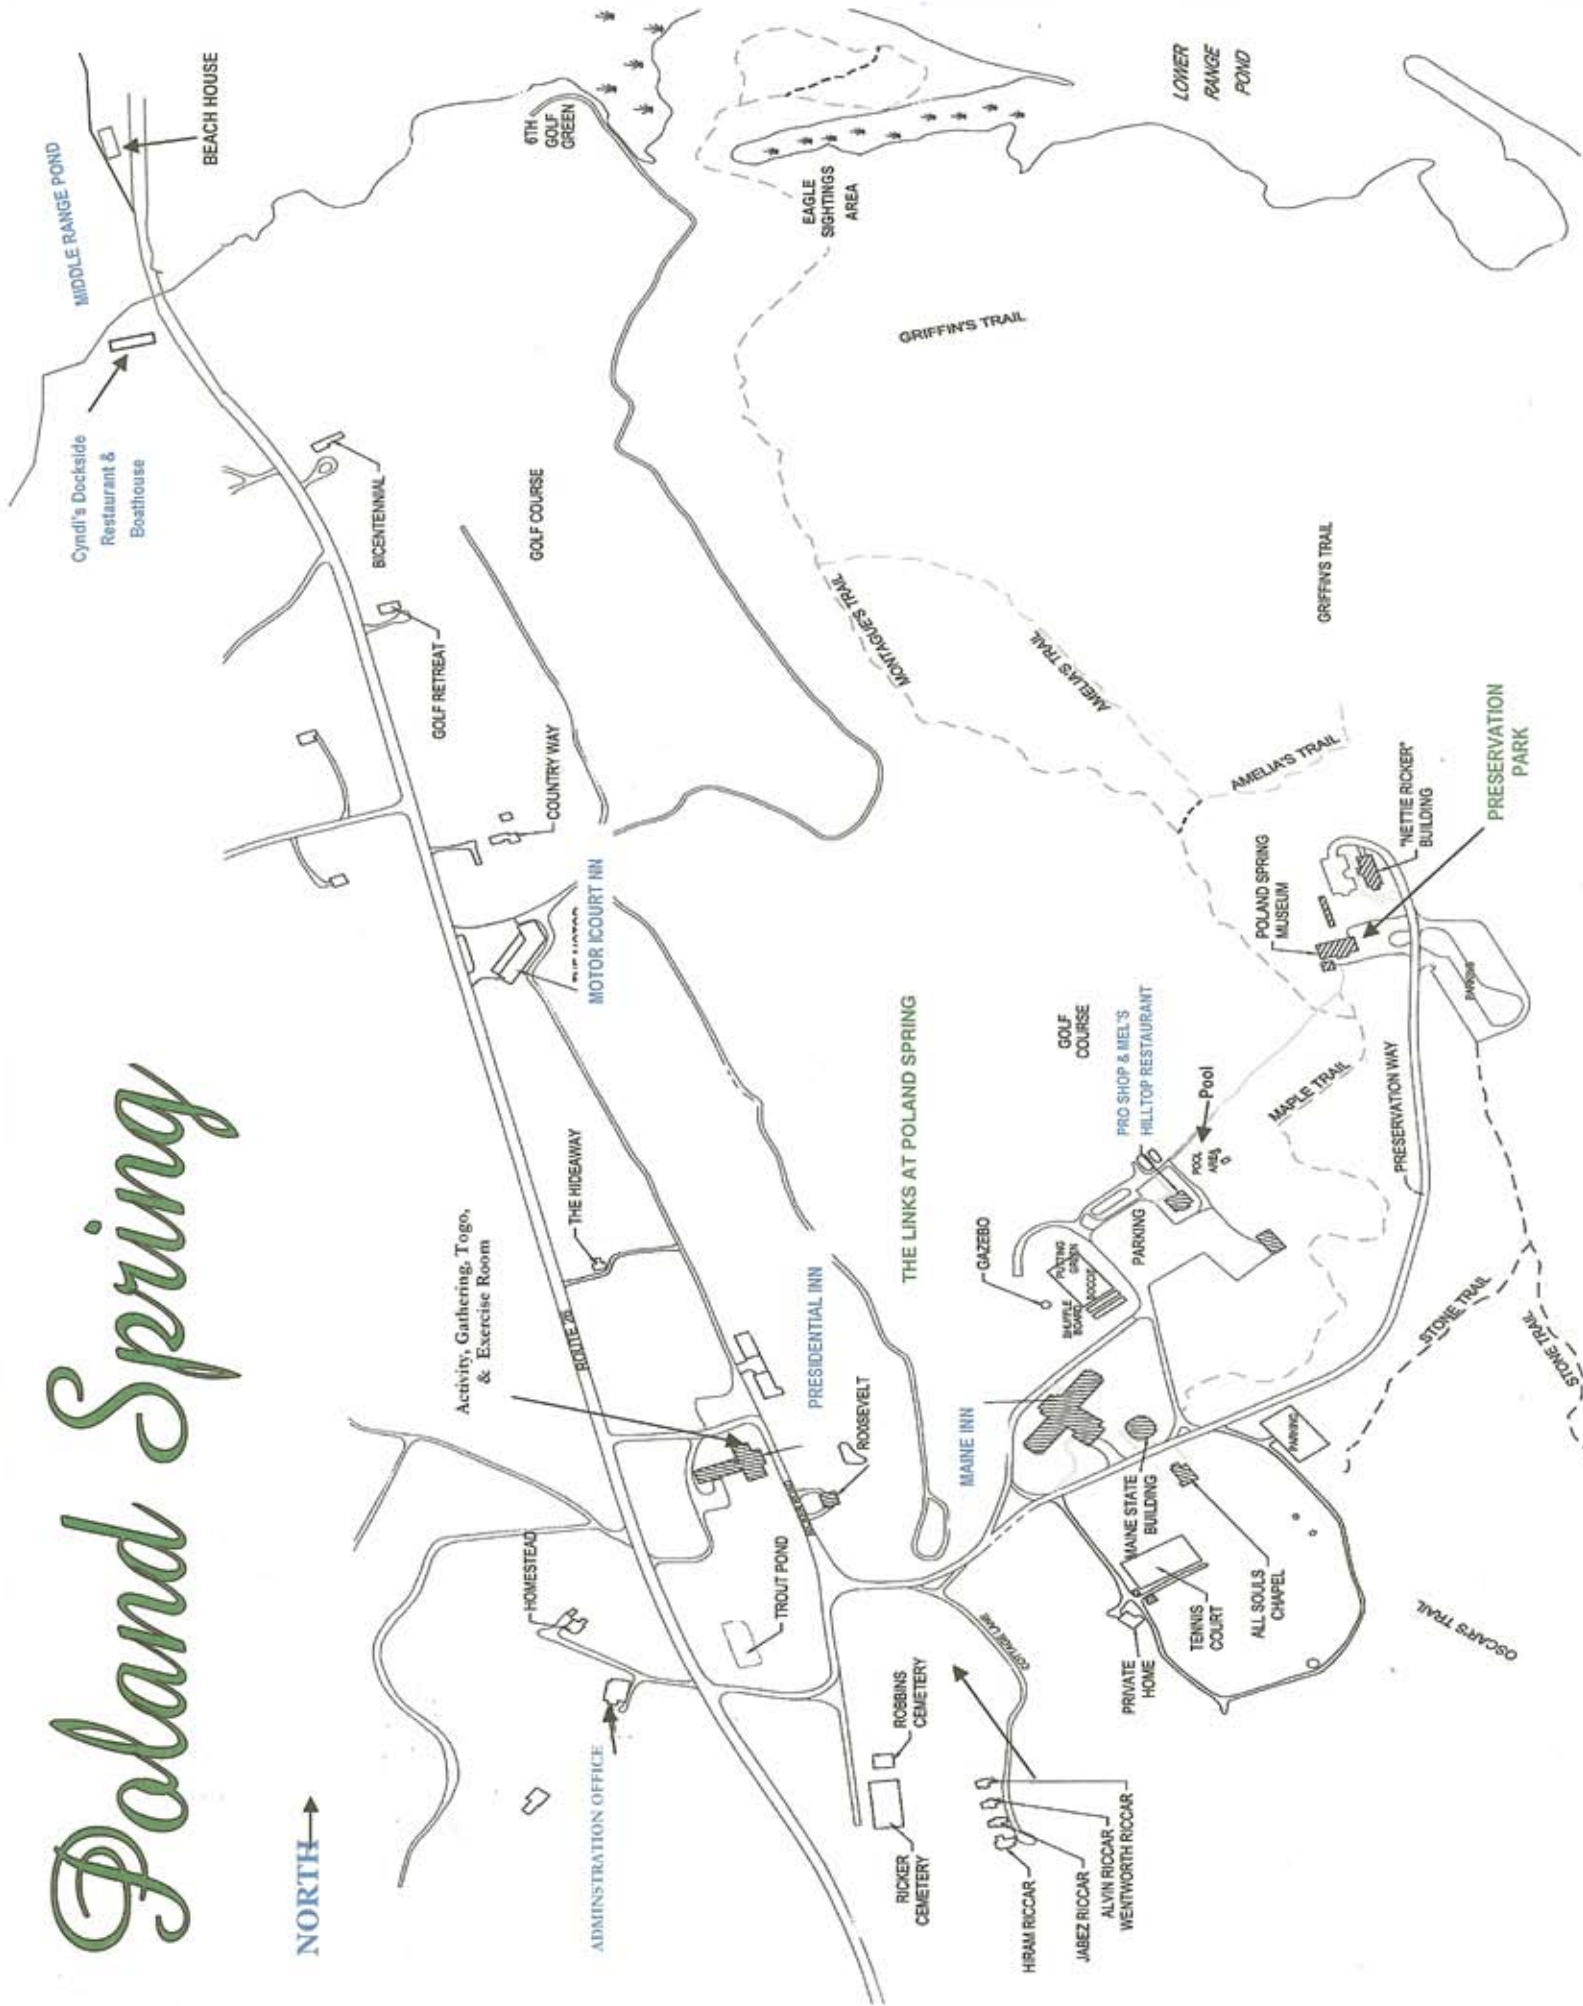 Poland Spring
NORTH
MIDDLE RANGE POND
BEACH HOUSE
Cyndi's Dockside
Restaurant &
Boathouse
BICENTENNIAL
GOLF RETREAT
COUNTRY WAY
GOLF COURSE
6TH
GOLF
GREEN
EAGLE
SIGHTINGS
AREA
LOWER
RANGE
POND
GRIFFIN'S TRAIL
GRIFFIN'S TRAIL
MONTAGUE'S TRAIL
AMELIA'S TRAIL
AMELIA'S TRAIL
MOTOR ICOURT NN
THE HIDEAWAY
Activity, Gathering, Togo,
& Exercise Room
ROUTE 26
PRESIDENTIAL INN
ROOSEVELT
THE LINKS AT POLAND SPRING
GOLF
COURSE
PRO SHOP & MEL'S
HILLTOP RESTAURANT
Pool
POOL
AREA
PARKING
GAZEBO
PUTTING
GREEN
BOCCE
SHUFFLE
BOARD
MAINE INN
MAINE STATE
BUILDING
ALL SOULS
CHAPEL
TENNIS
COURT
PRIVATE
HOME
PARKING
MAPLE TRAIL
PRESERVATION WAY
POLAND SPRING
MUSEUM
"NETTIE RICKER"
BUILDING
PRESERVATION
PARK
PARKING
STONE TRAIL
STONE TRAIL
OSCAR'S TRAIL
HOMESTEAD
TROUT POND
ADMINSTRATION OFFICE
COTTAGE LANE
ROBBINS
CEMETERY
RICKER
CEMETERY
HIRAM RICCAR
JABEZ RICCAR
ALVIN RICCAR
WENTWORTH RICCAR